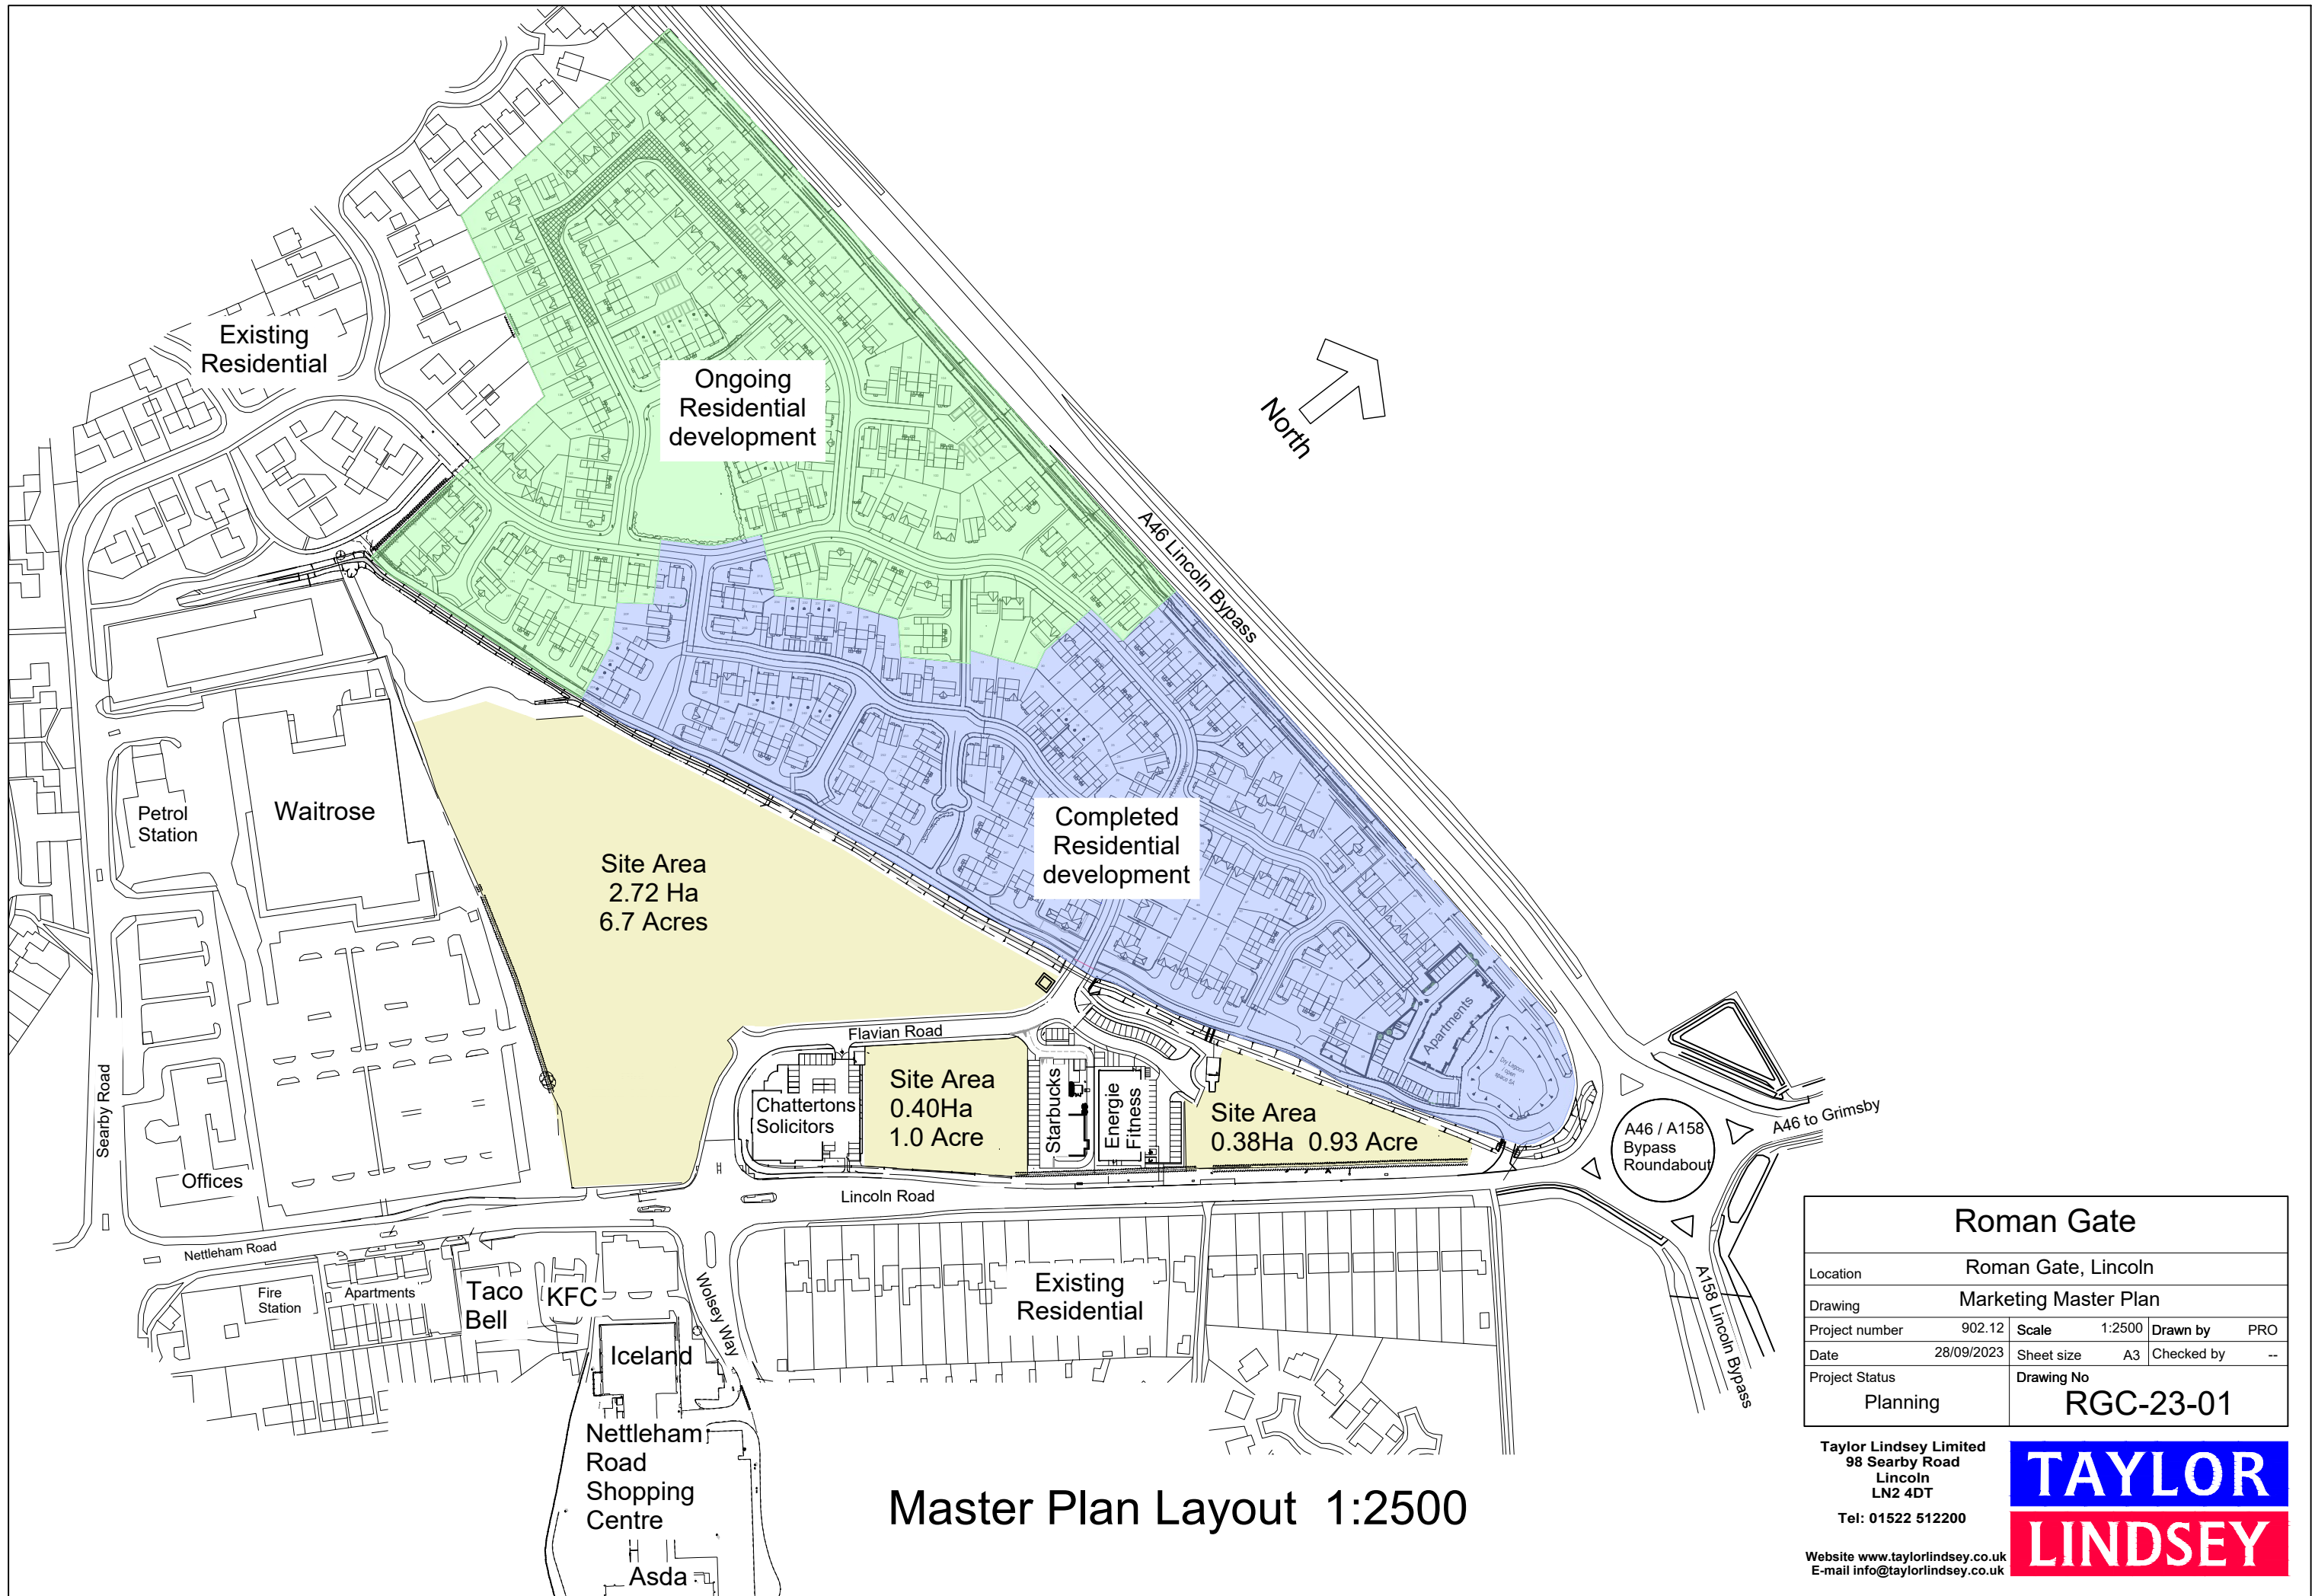 Existing
Residential
Ongoing
Residential
development
North
A46 Lincoln Bypass
Petrol
Station
Waitrose
Site Area
2.72 Ha
6.7 Acres
Completed
Residential
development
Apartments
Dry Lagoon
/ open
space SA
Flavian Road
Chattertons
Solicitors
Site Area
0.40Ha
1.0 Acre
Starbucks
Energie
Fitness
Site Area
0.38Ha 0.93 Acre
A46 / A158
Bypass
Roundabout
A46 to Grimsby
Searby Road
Offices
Lincoln Road
Nettleham Road
Fire
Station
Apartments
Taco
Bell
KFC
Wolsey Way
Existing
Residential
A158 Lincoln Bypass
Iceland
Nettleham
Road
Shopping
Centre
Asda
Master Plan Layout 1:2500
Roman Gate
Location Roman Gate, Lincoln
Drawing Marketing Master Plan
Project number 902.12 Scale 1:2500 Drawn by PRO
Date 28/09/2023 Sheet size A3 Checked by --
Project Status Drawing No
Planning RGC-23-01
Taylor Lindsey Limited
98 Searby Road
Lincoln
LN2 4DT
Tel: 01522 512200
Website www.taylorlindsey.co.uk
E-mail info@taylorlindsey.co.uk
TAYLOR
LINDSEY